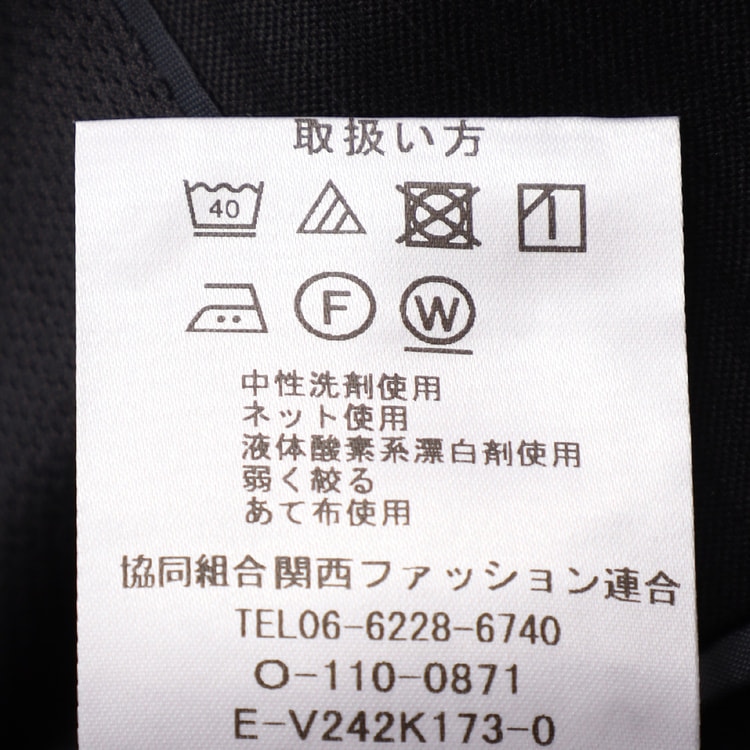 取扱い方
40
F
W
中性洗剤使用
ネット使用
液体酸素系漂白剤使用
弱く絞る
あて布使用
協同組合関西ファッション連合
TEL06-6228-6740
O-110-0871
E-V242K173-0